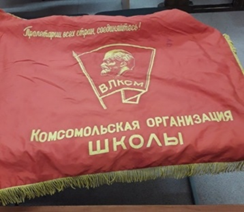 Пролетарии всех стран, соединяйтесь!
ВЛКСМ
Комсомольская организация
школы